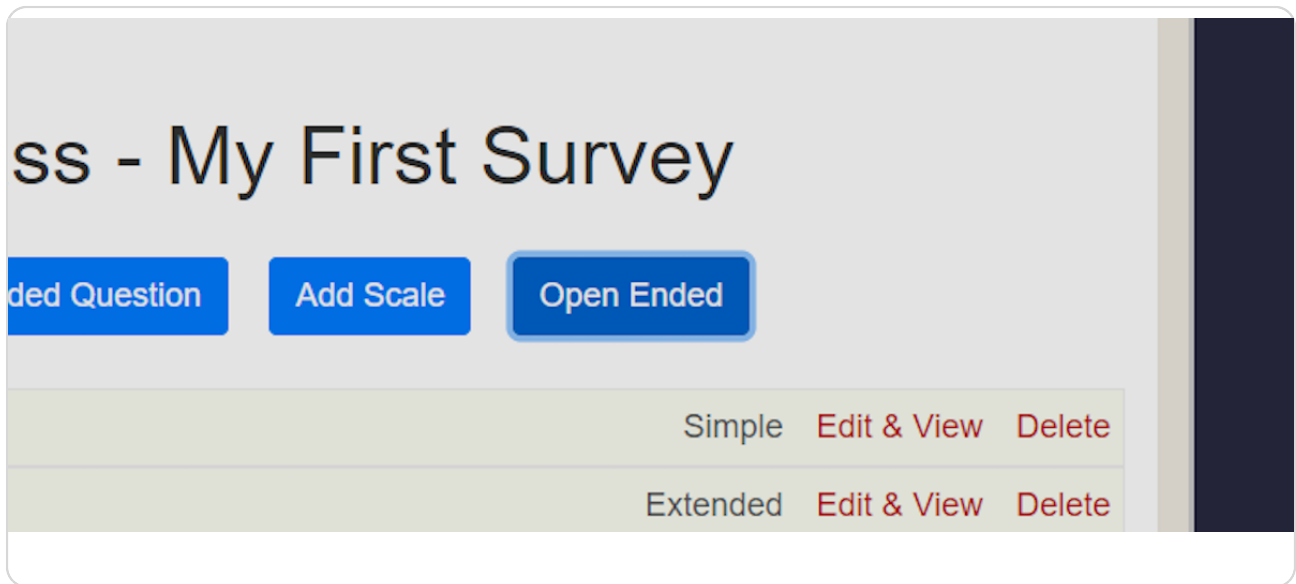 ss - My First Survey
ded Question Add Scale Open Ended
Simple Edit & View Delete
Extended Edit & View Delete